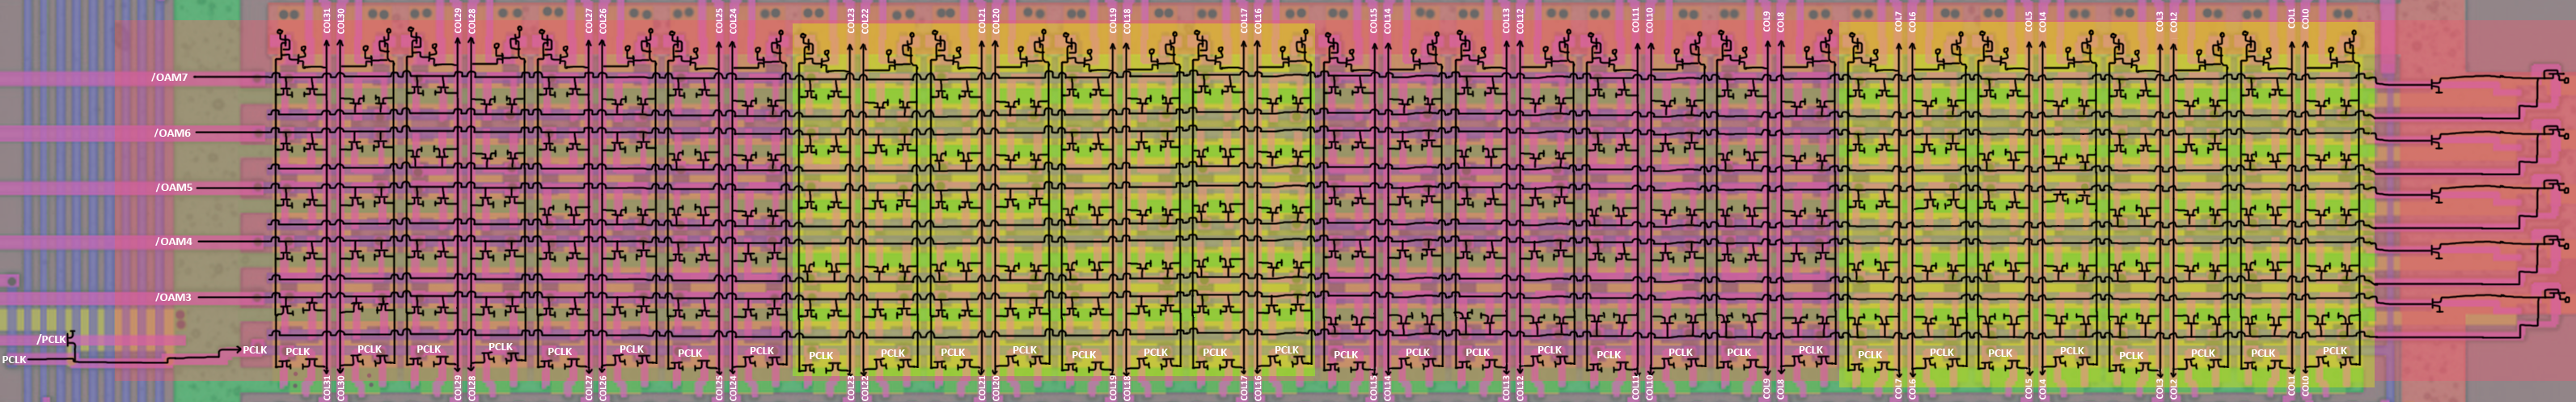 COL31 COL30 COL29 COL28 COL27 COL26 COL25 COL24 COL23 COL22 COL21 COL20 COL19 COL18 COL17 COL16 COL15 COL14 COL13 COL12 COL11 COL10 COL9 COL8 COL7 COL6 COL5 COL4 COL3 COL2 COL1 COL0
/OAM7
/OAM6
/OAM5
/OAM4
/OAM3
/PCLK
PCLK PCLK PCLK PCLK PCLK PCLK PCLK PCLK PCLK PCLK PCLK PCLK PCLK PCLK PCLK PCLK PCLK PCLK PCLK PCLK PCLK PCLK PCLK PCLK PCLK PCLK PCLK PCLK PCLK PCLK PCLK PCLK PCLK PCLK
COL31 COL30 COL29 COL28 COL27 COL26 COL25 COL24 COL23 COL22 COL21 COL20 COL19 COL18 COL17 COL16 COL15 COL14 COL13 COL12 COL11 COL10 COL9 COL8 COL7 COL6 COL5 COL4 COL3 COL2 COL1 COL0